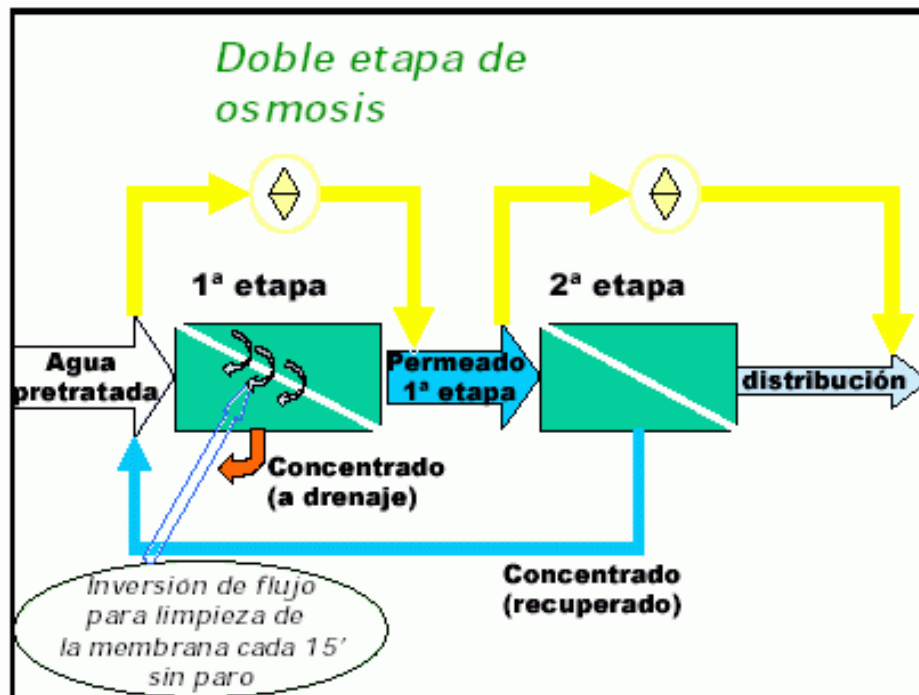 Doble etapa de
osmosis
1ª etapa
2ª etapa
Agua
pretratada
Permeado
1ª etapa
distribución
Concentrado
(a drenaje)
Concentrado
(recuperado)
Inversión de flujo
para limpieza de
la membrana cada 15'
sin paro